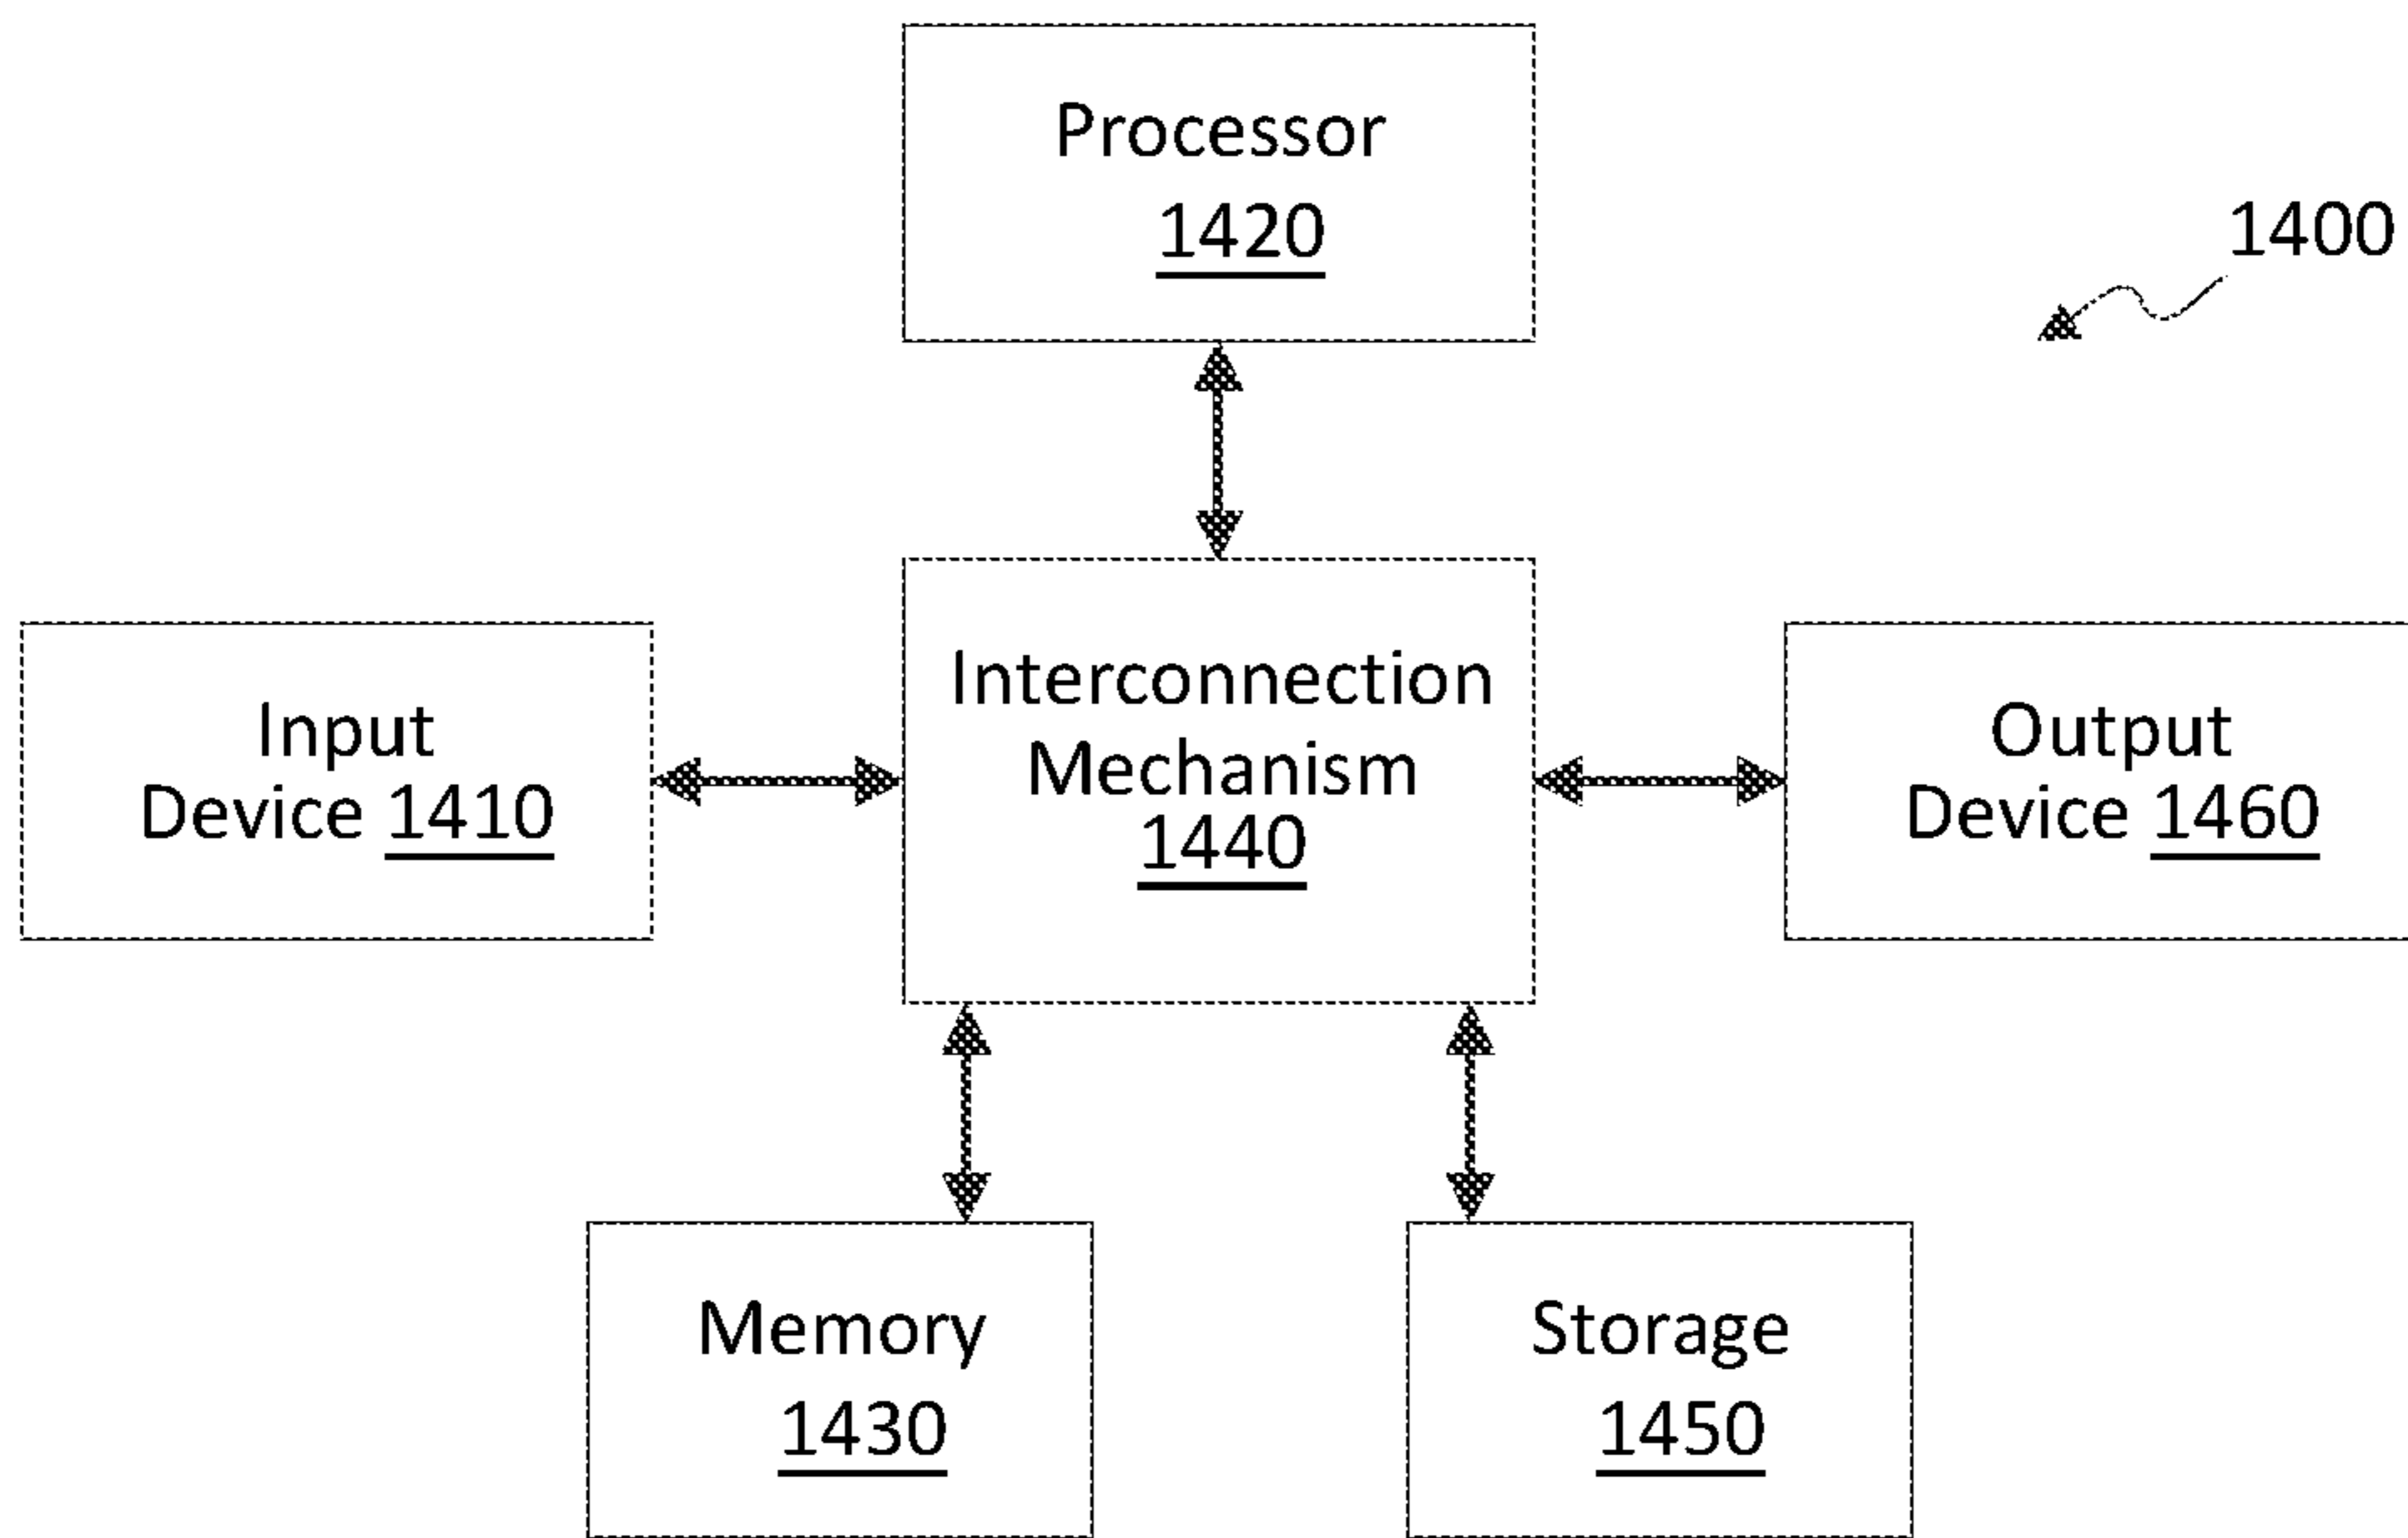 Processor
1420
1400
Input
Device 1410
Interconnection
Mechanism
1440
Output
Device 1460
Memory
1430
Storage
1450